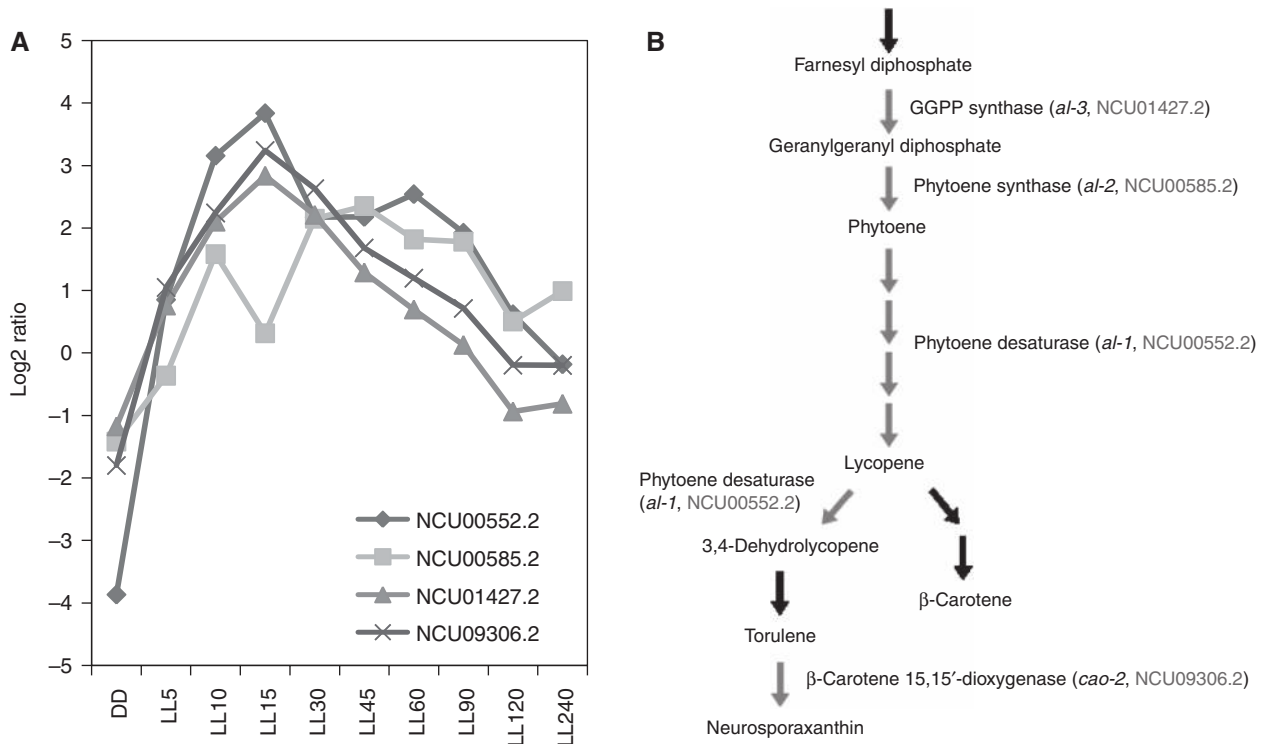 A
5
4
3
2
1
0
–1
–2
–3
–4
–5
Log2 ratio
DD
LL5
LL10
LL15
LL30
LL45
LL60
LL90
LL120
LL240
NCU00552.2
NCU00585.2
NCU01427.2
NCU09306.2
B
Farnesyl diphosphate
GGPP synthase (al-3, NCU01427.2)
Geranylgeranyl diphosphate
Phytoene synthase (al-2, NCU00585.2)
Phytoene
Phytoene desaturase (al-1, NCU00552.2)
Lycopene
Phytoene desaturase
(al-1, NCU00552.2)
3,4-Dehydrolycopene
β-Carotene
Torulene
β-Carotene 15,15′-dioxygenase (cao-2, NCU09306.2)
Neurosporaxanthin